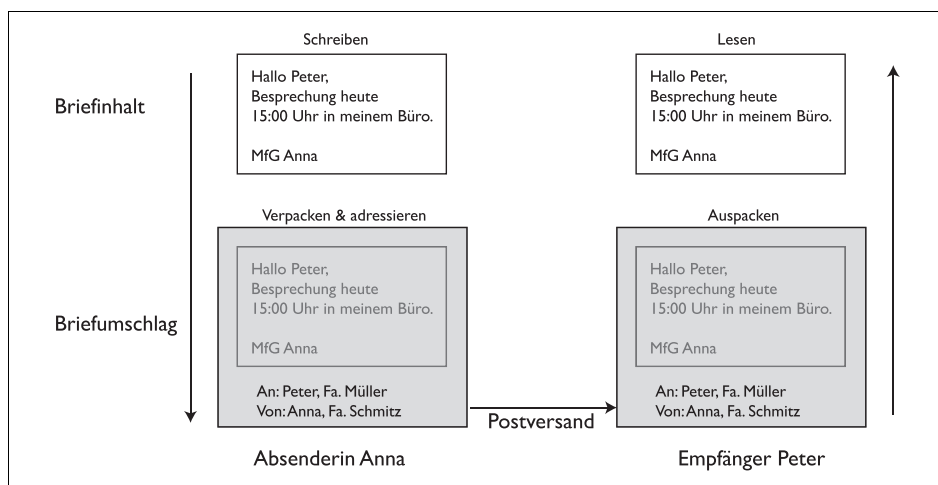 Schreiben
Lesen
Briefinhalt
Hallo Peter,
Besprechung heute
15:00 Uhr in meinem Büro.
MfG Anna
Hallo Peter,
Besprechung heute
15:00 Uhr in meinem Büro.
MfG Anna
Verpacken & adressieren
Auspacken
Briefumschlag
Hallo Peter,
Besprechung heute
15:00 Uhr in meinem Büro.
MfG Anna
An: Peter, Fa. Müller
Von: Anna, Fa. Schmitz
Postversand
Hallo Peter,
Besprechung heute
15:00 Uhr in meinem Büro.
MfG Anna
An: Peter, Fa. Müller
Von: Anna, Fa. Schmitz
Absenderin Anna
Empfänger Peter